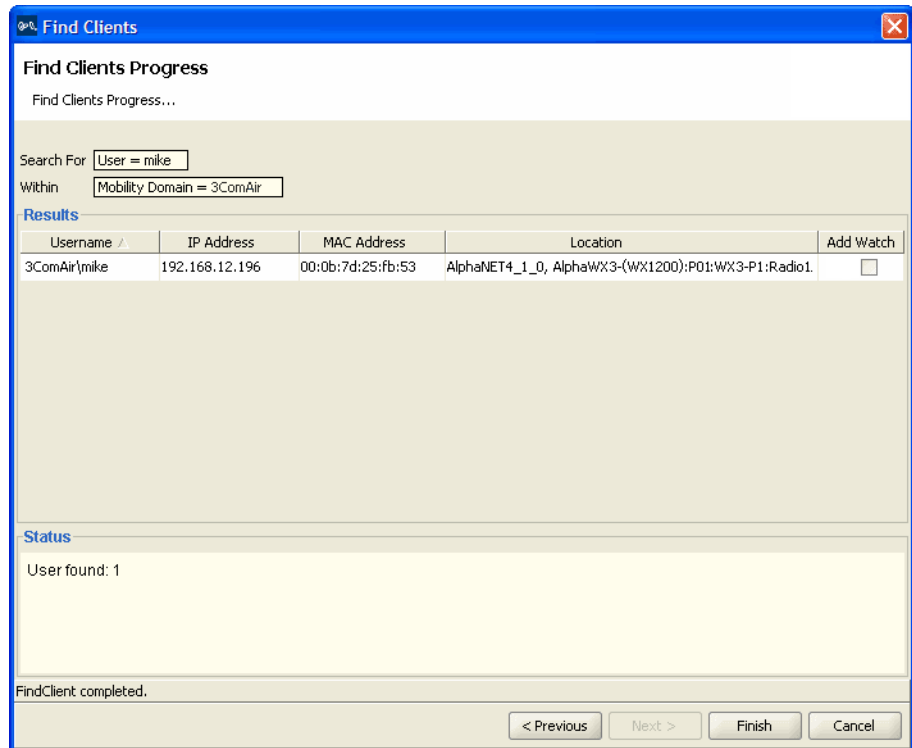 Find Clients
Find Clients Progress
Find Clients Progress...
Search For User = mike
Within Mobility Domain = 3ComAir
Results
Username IP Address MAC Address Location Add Watch
3ComAir\mike 192.168.12.196 00:0b:7d:25:fb:53 AlphaNET4_1_0, AlphaWX3-(WX1200):P01:WX3-P1:Radio1.
Status
User found: 1
FindClient completed.
< Previous Next > Finish Cancel